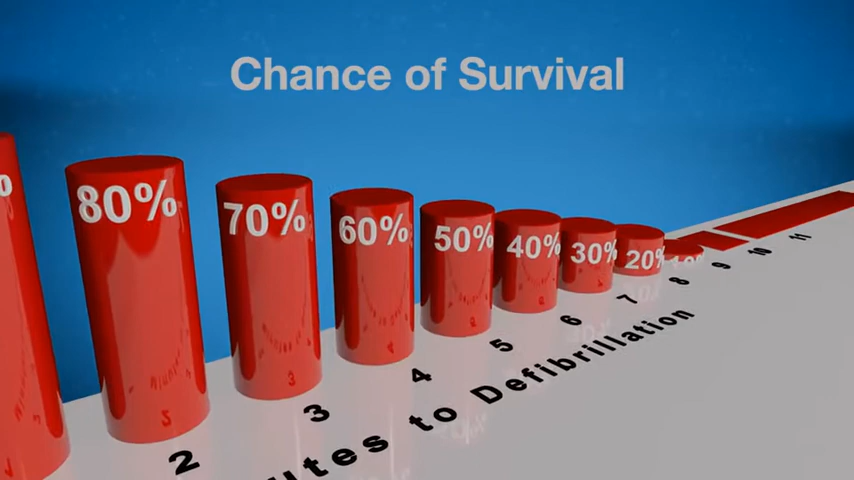 Chance of Survival
% 80% 70% 60% 50% 40% 30% 20%
2 3 4 5 6 7 8 9 10 11
to Defibrillation